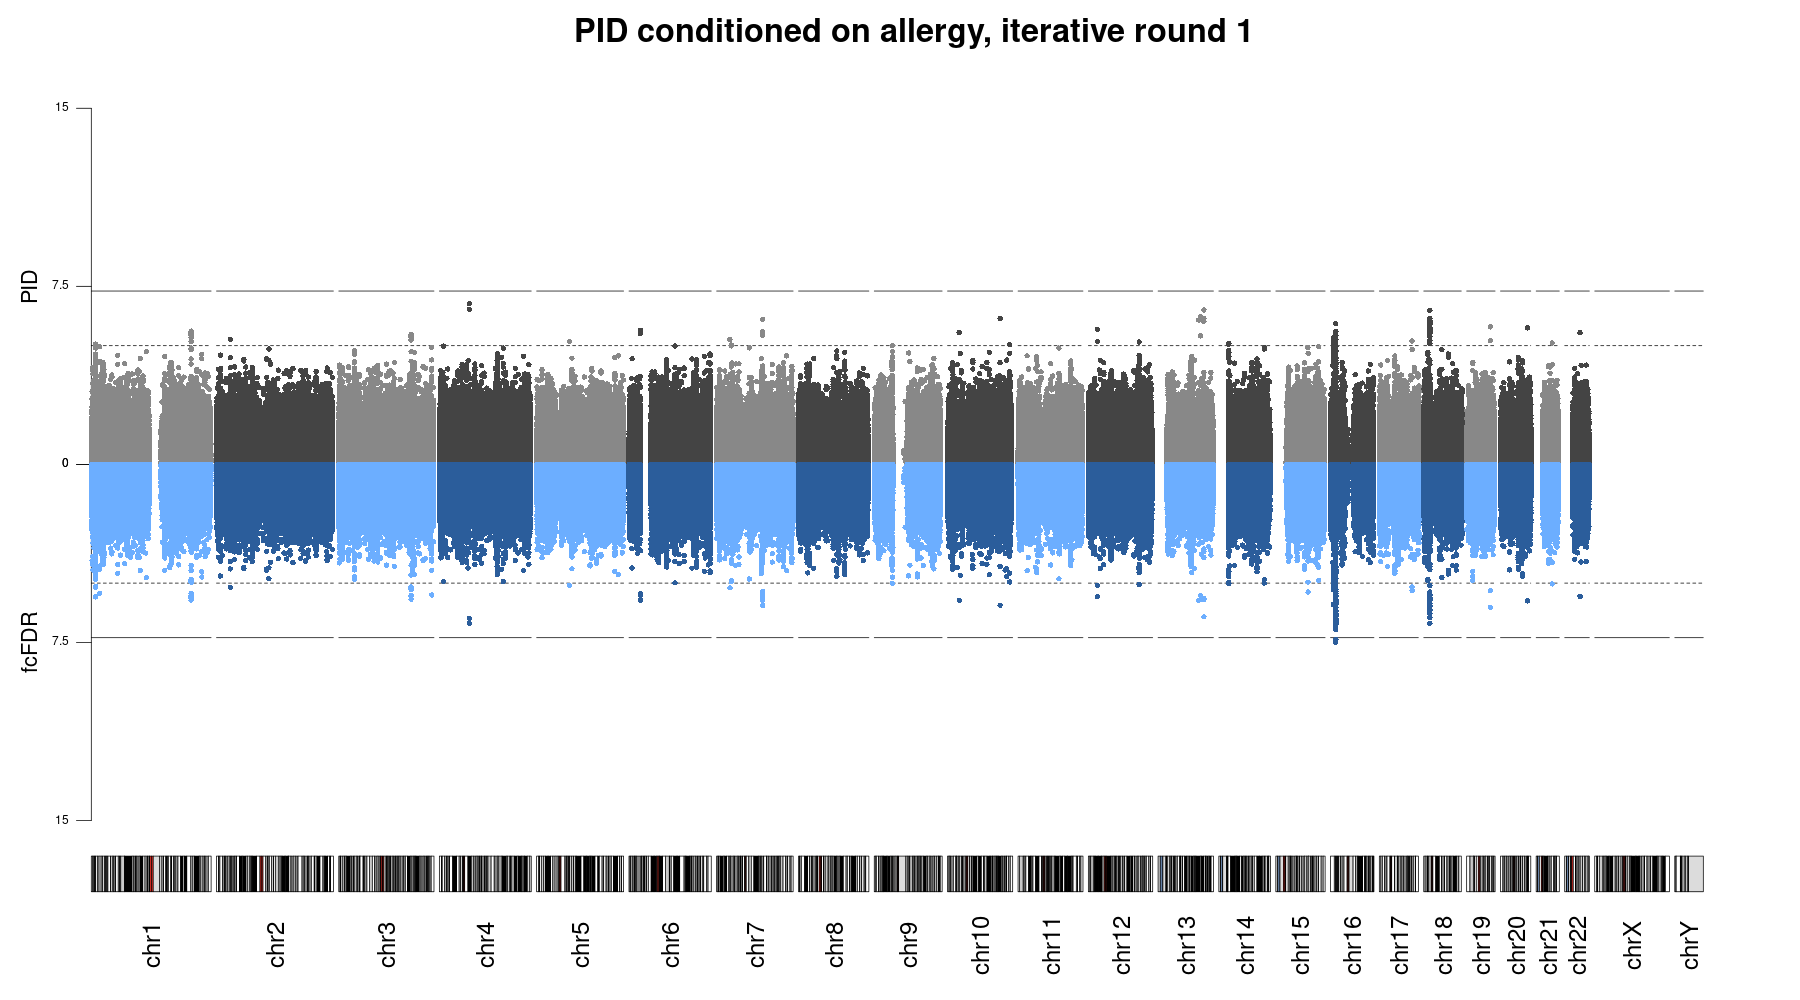 PID conditioned on allergy, iterative round 1
15
PID
7.5
0
fcFDR
7.5
15
chr1
chr2
chr3
chr4
chr5
chr6
chr7
chr8
chr9
chr10
chr11
chr12
chr13
chr14
chr15
chr16
chr17
chr18
chr19
chr20
chr21
chr22
chrX
chrY